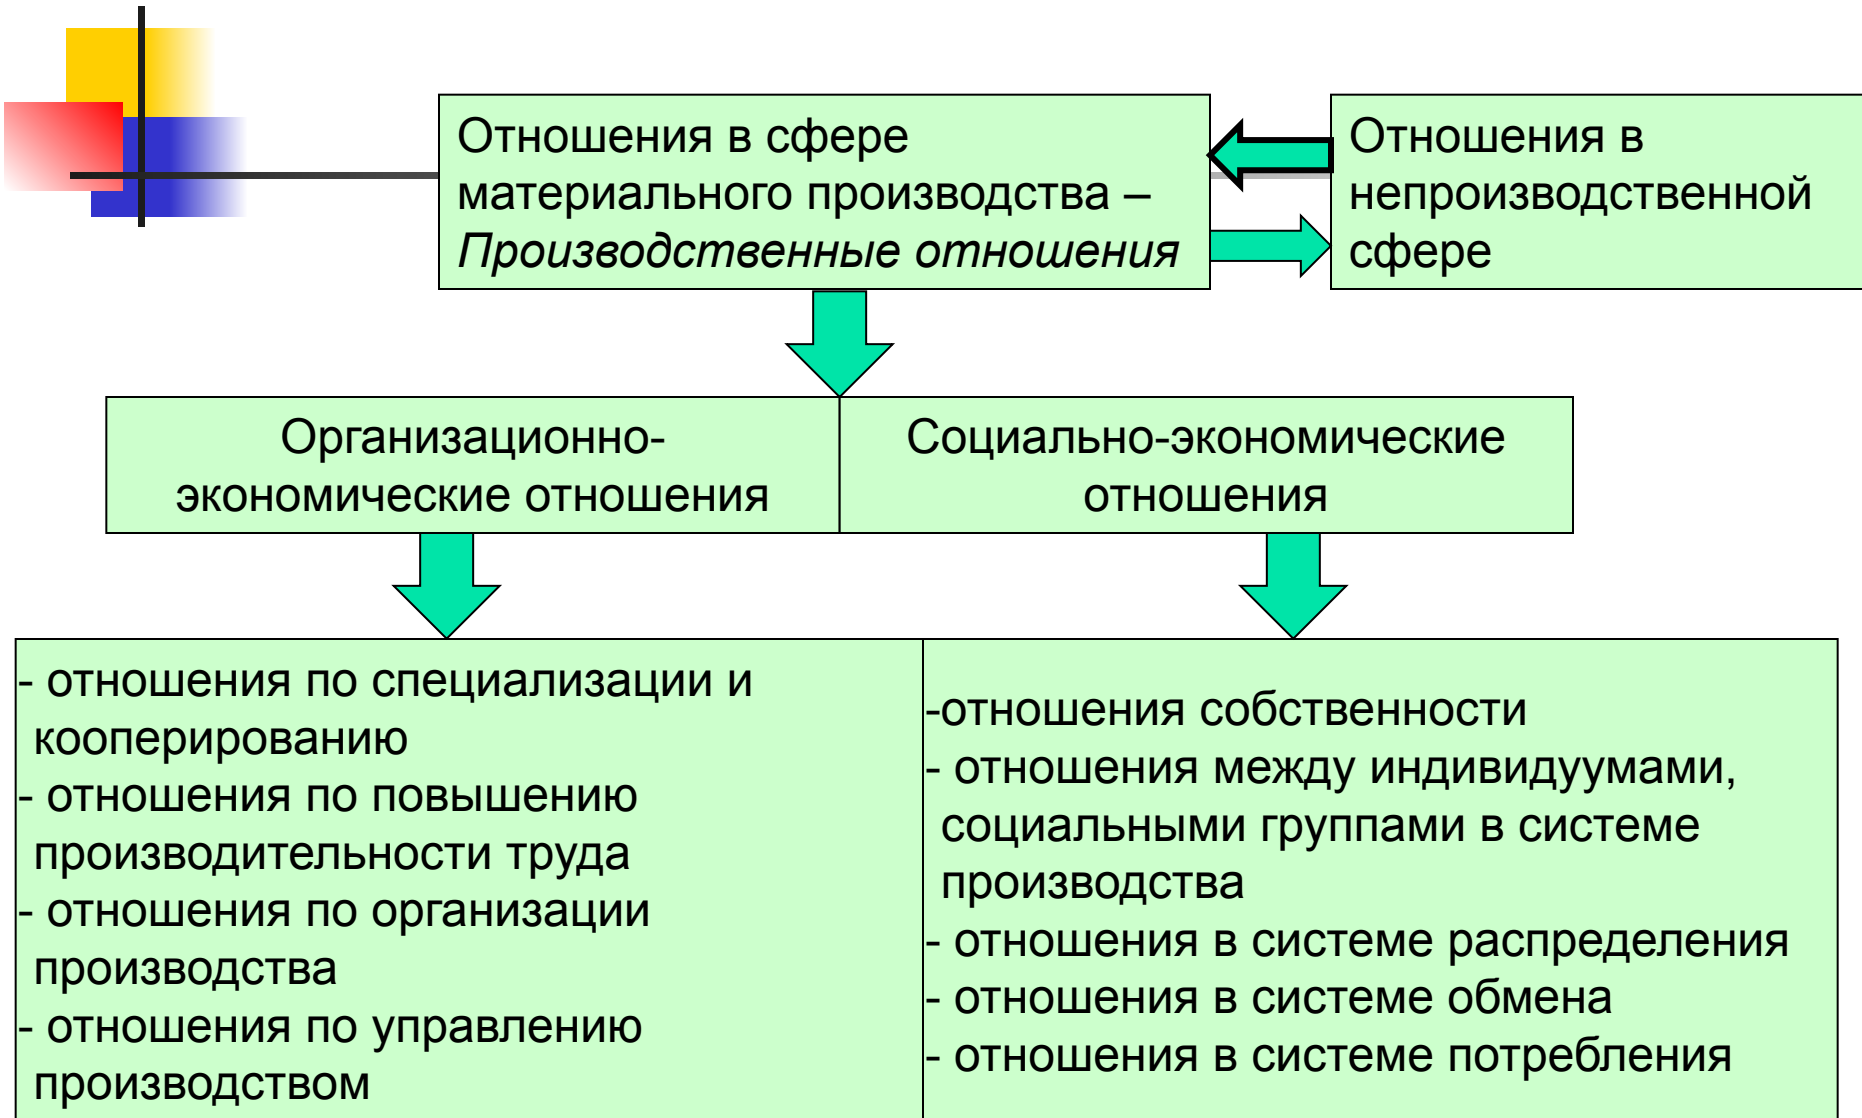 Отношения в сфере
материального производства –
Производственные отношения
Отношения в
непроизводственной
сфере
Организационно-
экономические отношения
Социально-экономические
отношения
- отношения по специализации и
кооперированию
- отношения по повышению
производительности труда
- отношения по организации
производства
- отношения по управлению
производством
-отношения собственности
- отношения между индивидуумами,
социальными группами в системе
производства
- отношения в системе распределения
- отношения в системе обмена
- отношения в системе потребления